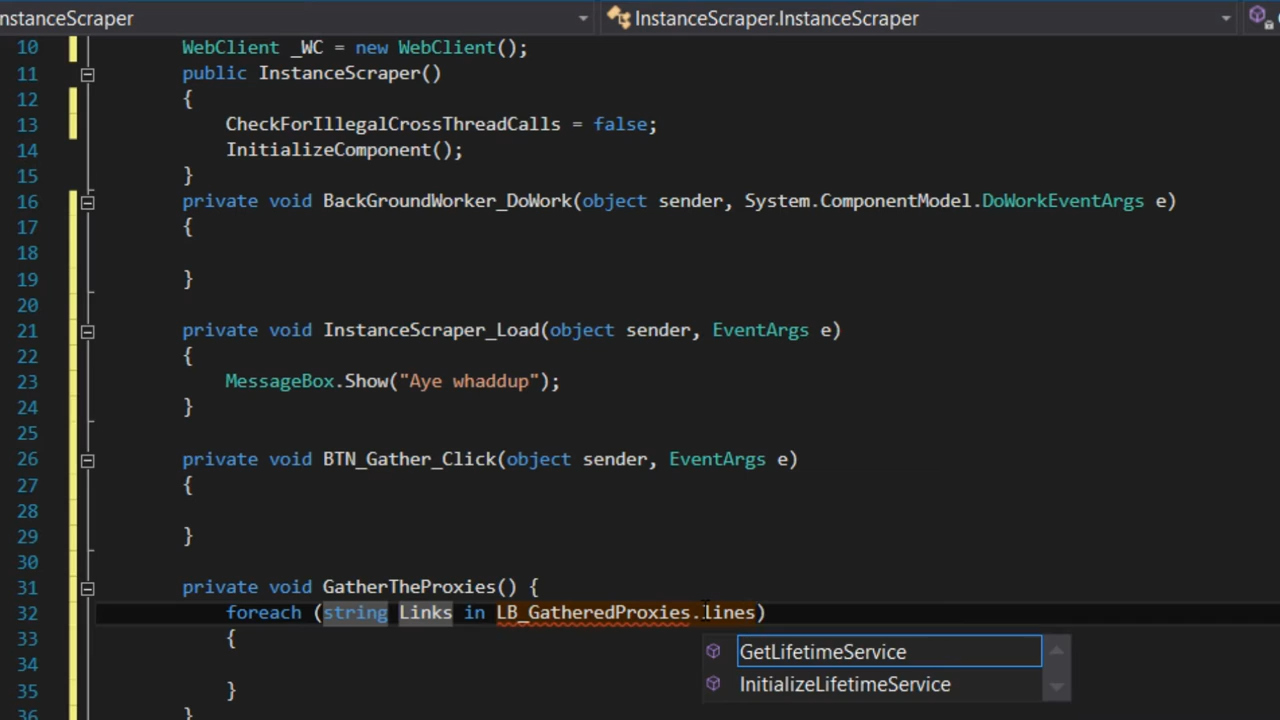 nstanceScraper InstanceScraper.InstanceScraper
10 WebClient _WC = new WebClient();
11 public InstanceScraper()
12 {
13 CheckForIllegalCrossThreadCalls = false;
14 InitializeComponent();
15 }
16 private void BackGroundWorker_DoWork(object sender, System.ComponentModel.DoWorkEventArgs e)
17 {
18
19 }
20
21 private void InstanceScraper_Load(object sender, EventArgs e)
22 {
23 MessageBox.Show("Aye whaddup");
24 }
25
26 private void BTN_Gather_Click(object sender, EventArgs e)
27 {
28
29 }
30
31 private void GatherTheProxies() {
32 foreach (string Links in LB_GatheredProxies.lines)
33 {
GetLifetimeService
34
InitializeLifetimeService
35 }
36 }